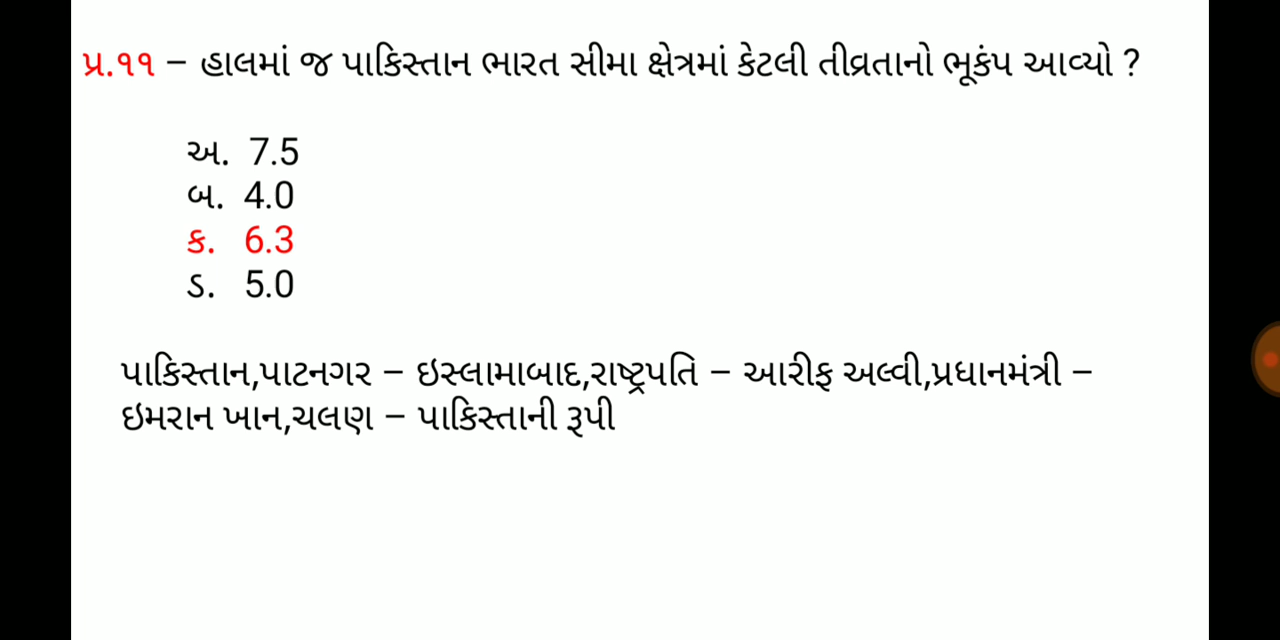 પ્ર.૧૧ – હાલમાં જ પાકિસ્તાન ભારત સીમા ક્ષેત્રમાં કેટલી તીવ્રતાનો ભૂકંપ આવ્યો ?
અ. 7.5
બ. 4.0
ક. 6.3
ડ. 5.0
પાકિસ્તાન,પાટનગર – ઇસ્લામાબાદ,રાષ્ટ્રપતિ – આરીફ અલ્વી,પ્રધાનમંત્રી –
ઇમરાન ખાન,ચલણ – પાકિસ્તાની રૂપી